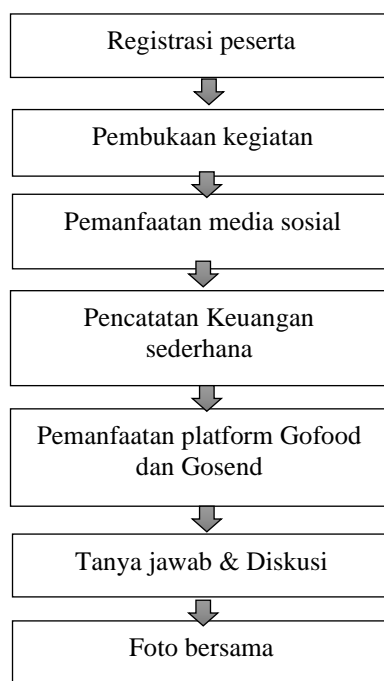 Registrasi peserta
Pembukaan kegiatan
Pemanfaatan media sosial
Pencatatan Keuangan
sederhana
Pemanfaatan platform Gofood
dan Gosend
Tanya jawab & Diskusi
Foto bersama